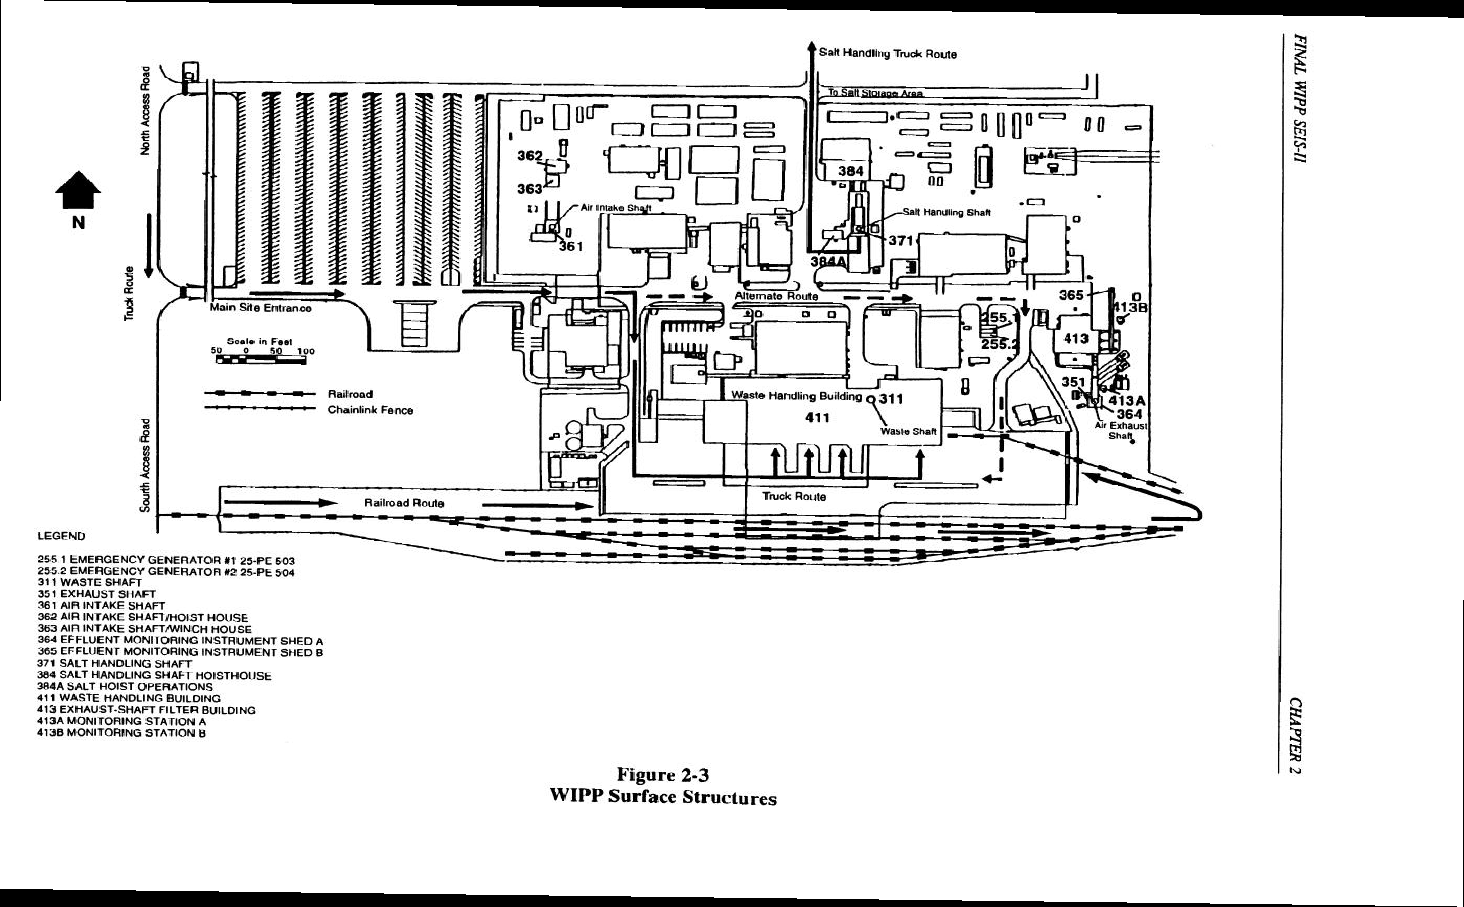 FINAL WIPP SEIS-II
Salt Handling Truck Route
North Access Road
To Salt Storage Area
362
384
363
Air Intake Shaft
Salt Handling Shaft
N
361
371
384A
Truck Route
365
Alternate Route
Main Site Entrance
413B
255.
255.2
413
Scale in Feet
50 0 50 100
351
Railroad
Waste Handling Building
311
413A
Chainlink Fence
411
364
Waste Shaft
Air Exhaust
Shaft
South Access Road
Railroad Route
Truck Route
LEGEND
255 1 EMERGENCY GENERATOR #1 25-PE 503
255.2 EMERGENCY GENERATOR #2 25-PE 504
311 WASTE SHAFT
351 EXHAUST SHAFT
361 AIR INTAKE SHAFT
362 AIR INTAKE SHAFT/HOIST HOUSE
363 AIR INTAKE SHAFT/WINCH HOUSE
364 EFFLUENT MONITORING INSTRUMENT SHED A
365 EFFLUENT MONITORING INSTRUMENT SHED B
371 SALT HANDLING SHAFT
384 SALT HANDLING SHAFT HOISTHOUSE
384A SALT HOIST OPERATIONS
411 WASTE HANDLING BUILDING
413 EXHAUST-SHAFT FILTER BUILDING
413A MONITORING STATION A
413B MONITORING STATION B
CHAPTER 2
Figure 2-3
WIPP Surface Structures